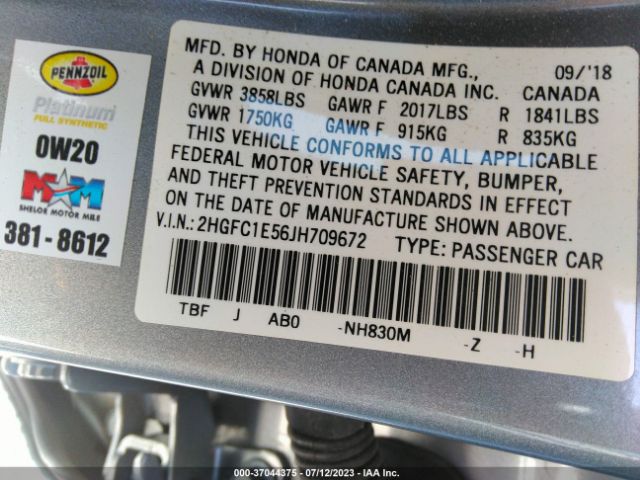 PENNZOIL
Platinum
FULL SYNTHETIC
0W20
MM
SHELOR MOTOR MILE
381 - 8612
MFD. BY HONDA OF CANADA MFG., 09/'18
A DIVISION OF HONDA CANADA INC. CANADA
GVWR 3858LBS GAWR F 2017LBS R 1841LBS
GVWR 1750KG GAWR F 915KG R 835KG
THIS VEHICLE CONFORMS TO ALL APPLICABLE
FEDERAL MOTOR VEHICLE SAFETY, BUMPER,
AND THEFT PREVENTION STANDARDS IN EFFECT
ON THE DATE OF MANUFACTURE SHOWN ABOVE.
V.I.N.: 2HGFC1E56JH709672 TYPE: PASSENGER CAR
TBF J AB0 -NH830M -Z -H
000-37044375 - 07/12/2023 - IAA Inc.